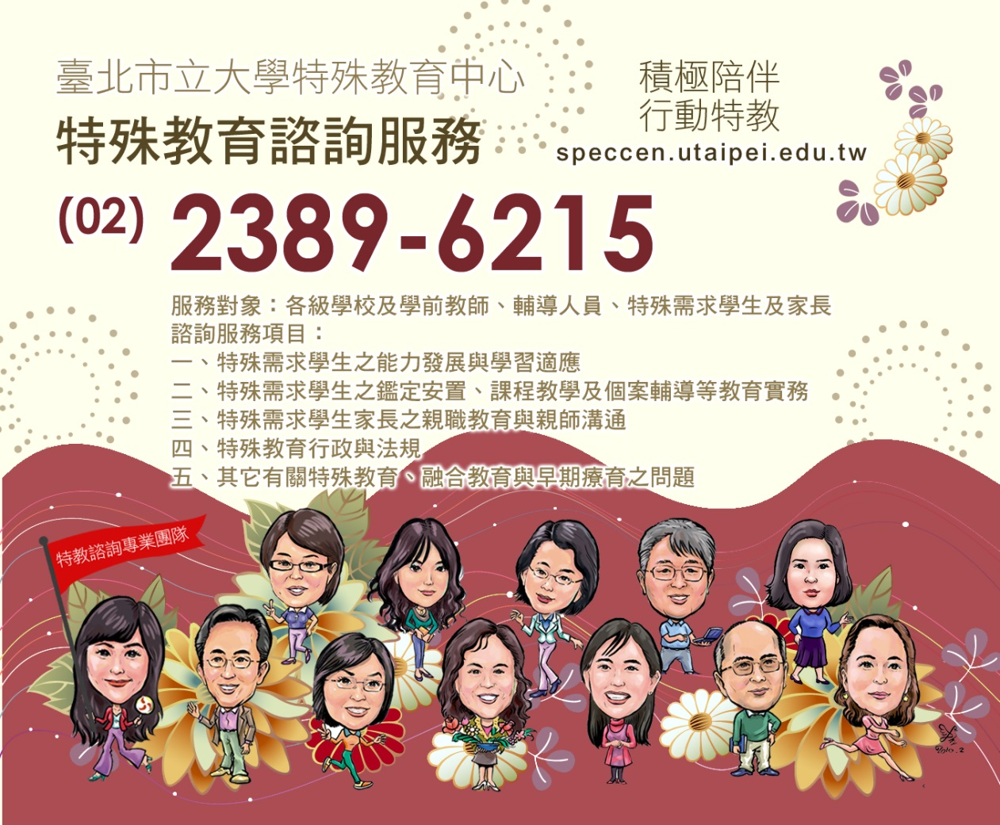 臺北市立大學特殊教育中心
特殊教育諮詢服務
積極陪伴
行動特教
speccen.utaipei.edu.tw
(02) 2389-6215
服務對象：各級學校及學前教師、輔導人員、特殊需求學生及家長
諮詢服務項目：
一、特殊需求學生之能力發展與學習適應
二、特殊需求學生之鑑定安置、課程教學及個案輔導等教育實務
三、特殊需求學生家長之親職教育與親師溝通
四、特殊教育行政與法規
五、其它有關特殊教育、融合教育與早期療育之問題
特教諮詢專業團隊